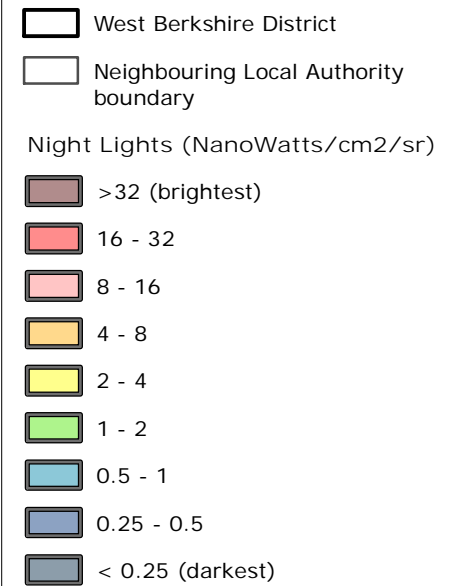 West Berkshire District
Neighbouring Local Authority
boundary
Night Lights (NanoWatts/cm2/sr)
>32 (brightest)
16 - 32
8 - 16
4 - 8
2 - 4
1 - 2
0.5 - 1
0.25 - 0.5
< 0.25 (darkest)